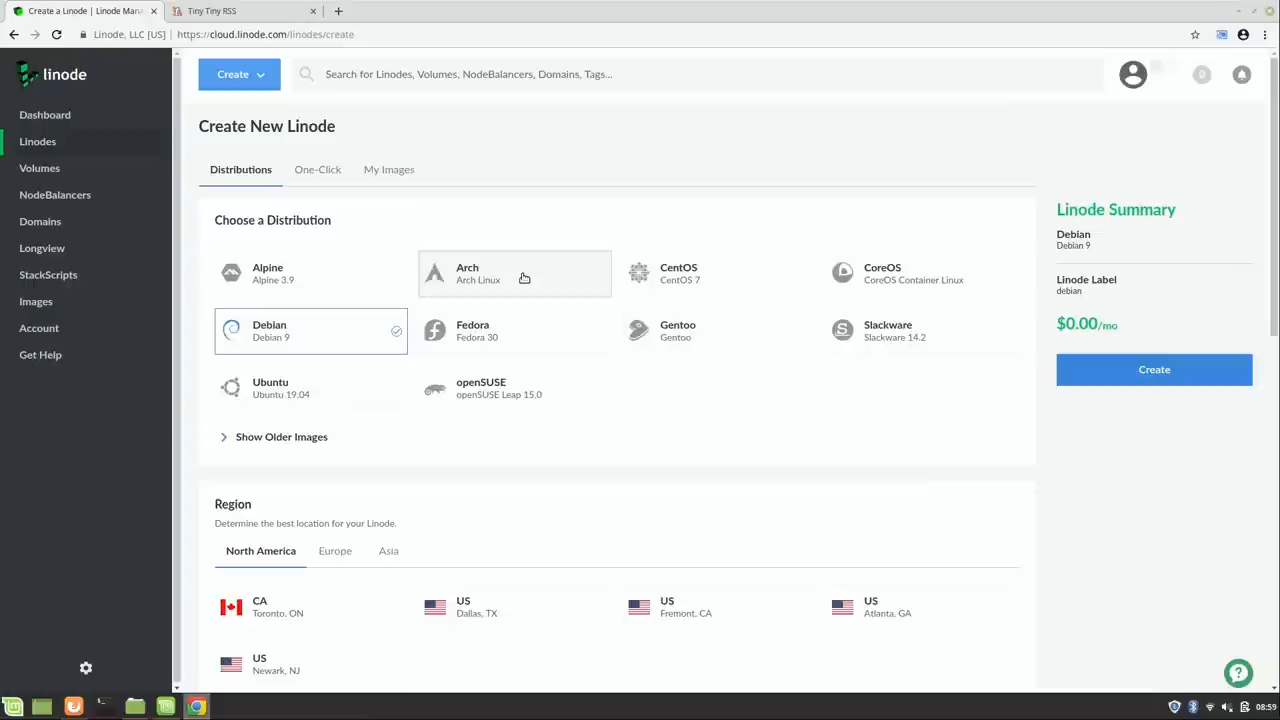 Create a Linode | Linode Mana
Tiny Tiny RSS
Linode, LLC [US] | https://cloud.linode.com/linodes/create
linode
Dashboard
Linodes
Volumes
NodeBalancers
Domains
Longview
StackScripts
Images
Account
Get Help
Create
Search for Linodes, Volumes, NodeBalancers, Domains, Tags...
0
Create New Linode
Distributions One-Click My Images
Choose a Distribution
Alpine
Alpine 3.9
Arch
Arch Linux
CentOS
CentOS 7
CoreOS
CoreOS Container Linux
Debian
Debian 9
Fedora
Fedora 30
Gentoo
Gentoo
Slackware
Slackware 14.2
Ubuntu
Ubuntu 19.04
openSUSE
openSUSE Leap 15.0
Show Older Images
Region
Determine the best location for your Linode.
North America Europe Asia
CA
Toronto, ON
US
Dallas, TX
US
Fremont, CA
US
Atlanta, GA
US
Newark, NJ
Linode Summary
Debian
Debian 9
Linode Label
debian
$0.00/mo
Create
?
08:59